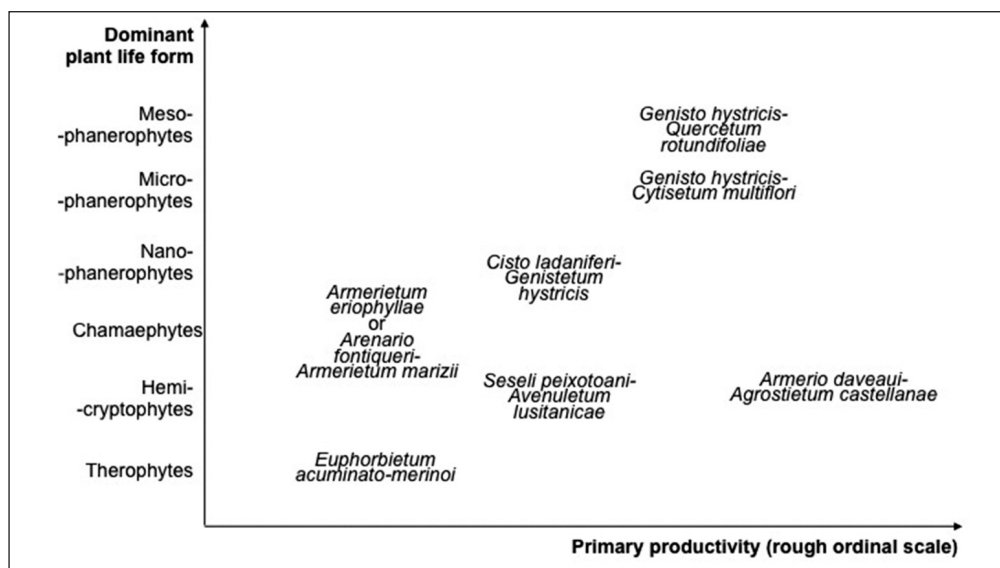 Dominant
plant life form
Meso-
-phanerophytes
Genisto hystricis-
Quercetum
rotundifoliae
Micro-
-phanerophytes
Genisto hystricis-
Cytisetum multiflori
Nano-
-phanerophytes
Cisto ladaniferi-
Genistetum
hystricis
Chamaephytes
Armerietum
eriophyllae
or
Arenario
fontiqueri-
Armerietum marizii
Hemi-
-cryptophytes
Seseli peixotoani-
Avenuletum
lusitanicae
Armerio daveaui-
Agrostietum castellanae
Therophytes
Euphorbietum
acuminato-merinoi
Primary productivity (rough ordinal scale)